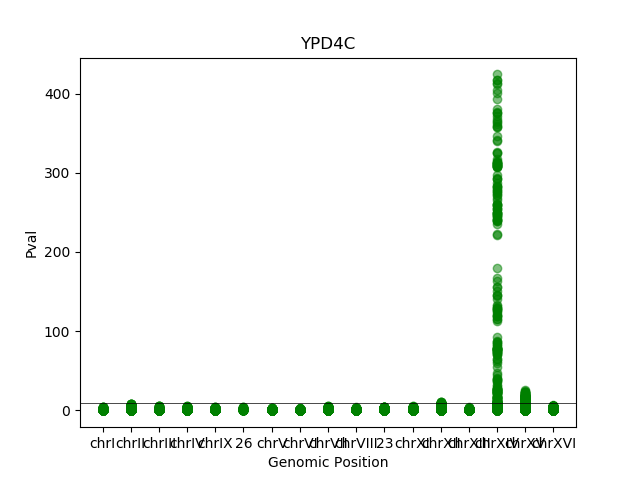 YPD4C
400
300
200
100
0
Pval
chrI chrII chrIII chrIV chrIX 26 chrV chrVI chrVII chrVIII 23 chrXI chrXII chrXIII chrXIV chrXV chrXVI
Genomic Position